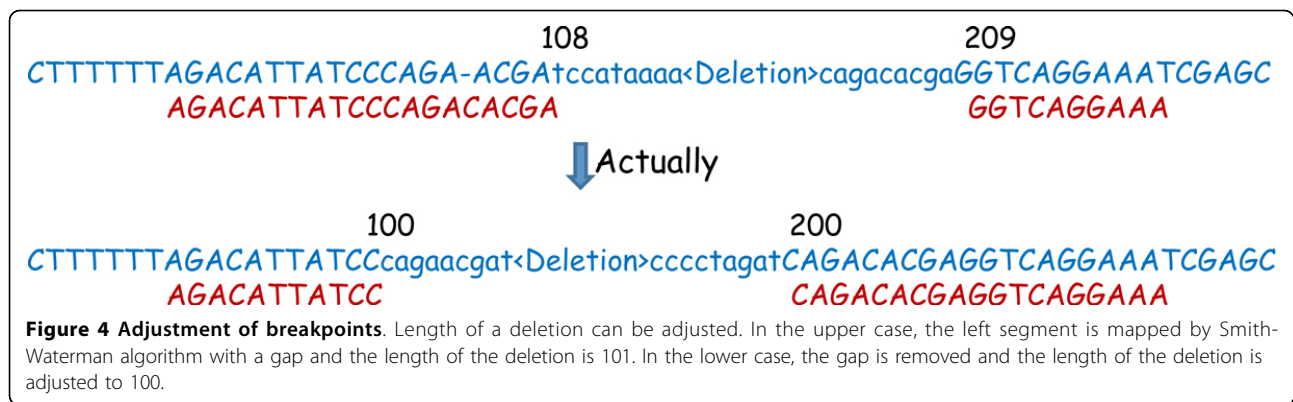 108 209
CTTTTTTAGACATTATCCCAGA-ACGAtccataaaa<Deletion>cagacacgaGGTCAGGAAATCGAGC
AGACATTATCCCAGACACGA GGTCAGGAAA
Actually
100 200
CTTTTTTAGACATTATCCcagaacgat<Deletion>cccctagatCAGACACGAGGTCAGGAAATCGAGC
AGACATTATCC CAGACACGAGGTCAGGAAA
Figure 4 Adjustment of breakpoints. Length of a deletion can be adjusted. In the upper case, the left segment is mapped by Smith-
Waterman algorithm with a gap and the length of the deletion is 101. In the lower case, the gap is removed and the length of the deletion is
adjusted to 100.